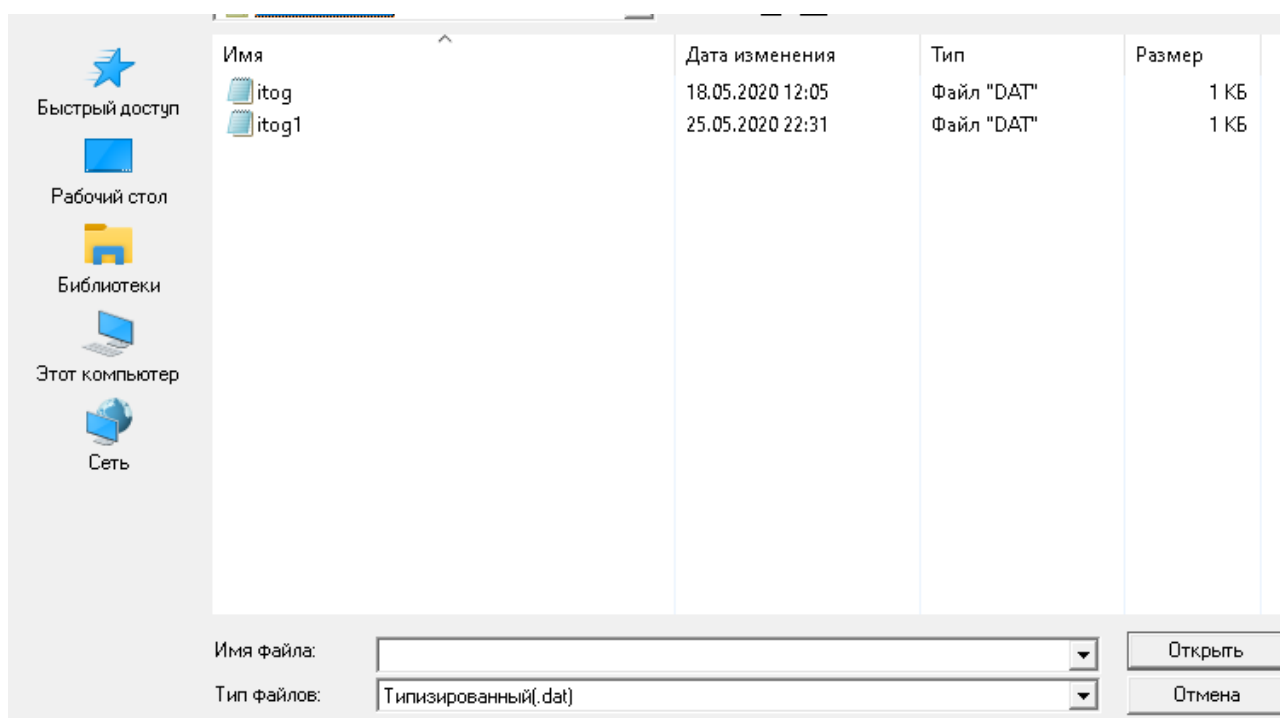 Имя Дата изменения Тип Размер
itog 18.05.2020 12:05 Файл "DAT" 1 КБ
itog1 25.05.2020 22:31 Файл "DAT" 1 КБ
Быстрый доступ
Рабочий стол
Библиотеки
Этот компьютер
Сеть
Имя файла: Открыть
Тип файлов: Типизированный(.dat) Отмена